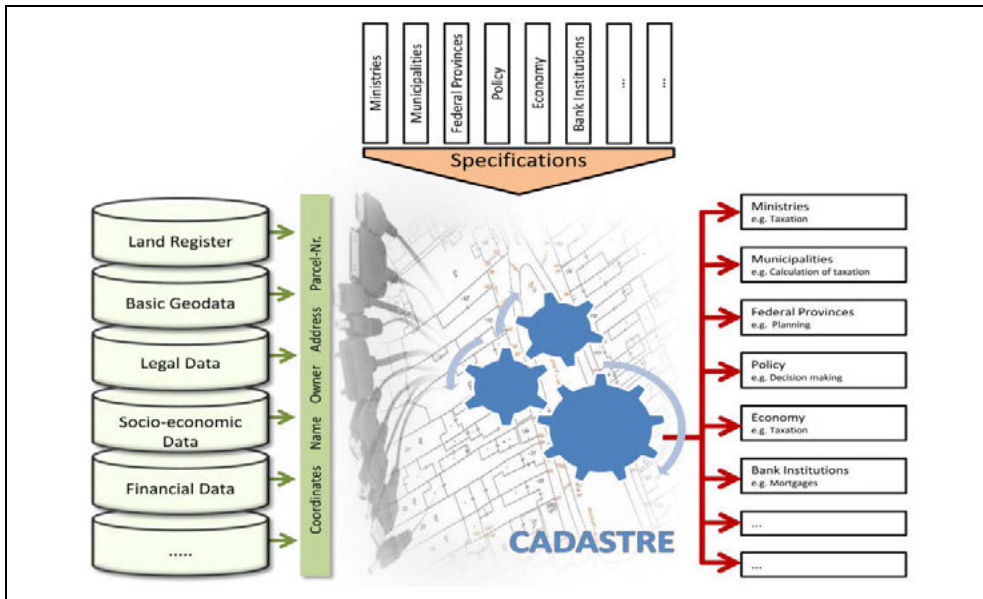 Ministries
Municipalities
Federal Provinces
Policy
Economy
Bank Institutions
...
...
Specifications
Land Register
Basic Geodata
Legal Data
Socio-economic
Data
Financial Data
.....
Coordinates Name Owner Address Parcel-Nr.
CADASTRE
Ministries
e.g. Taxation
Municipalities
e.g. Calculation of taxation
Federal Provinces
e.g. Planning
Policy
e.g. Decision making
Economy
e.g. Taxation
Bank Institutions
e.g. Mortgages
...
...